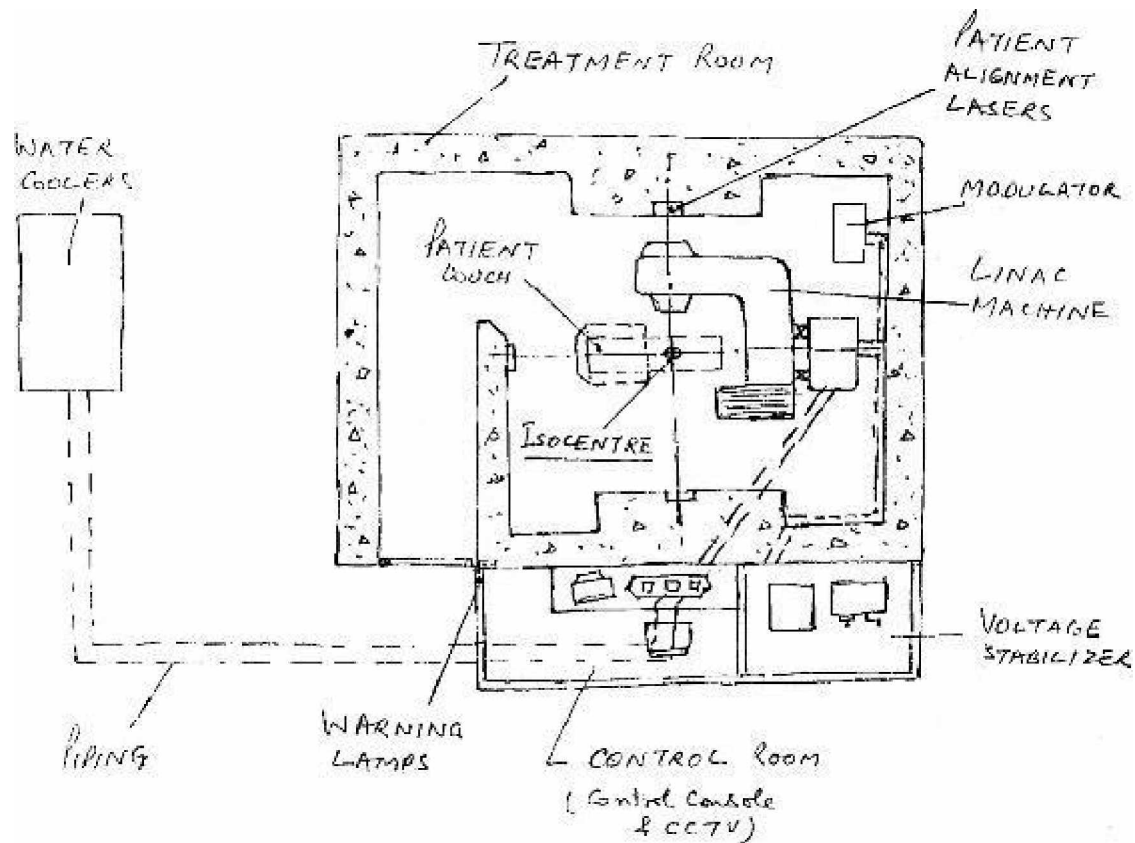 TREATMENT ROOM
PATIENT
ALIGNMENT
LASERS
WATER
COOLERS
MODULATOR
PATIENT
COUCH
LINAC
MACHINE
ISOCENTRE
VOLTAGE
STABILIZER
PIPING
WARNING
LAMPS
CONTROL ROOM
(Control Console
& CCTV)